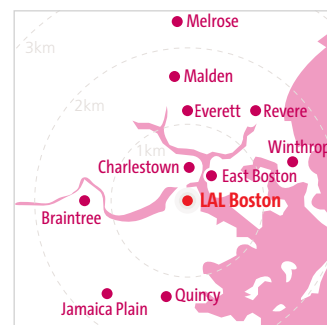 Melrose
3km
Malden
2km
Everett
Revere
1km
Winthrop
Charlestown
East Boston
LAL Boston
Braintree
Quincy
Jamaica Plain